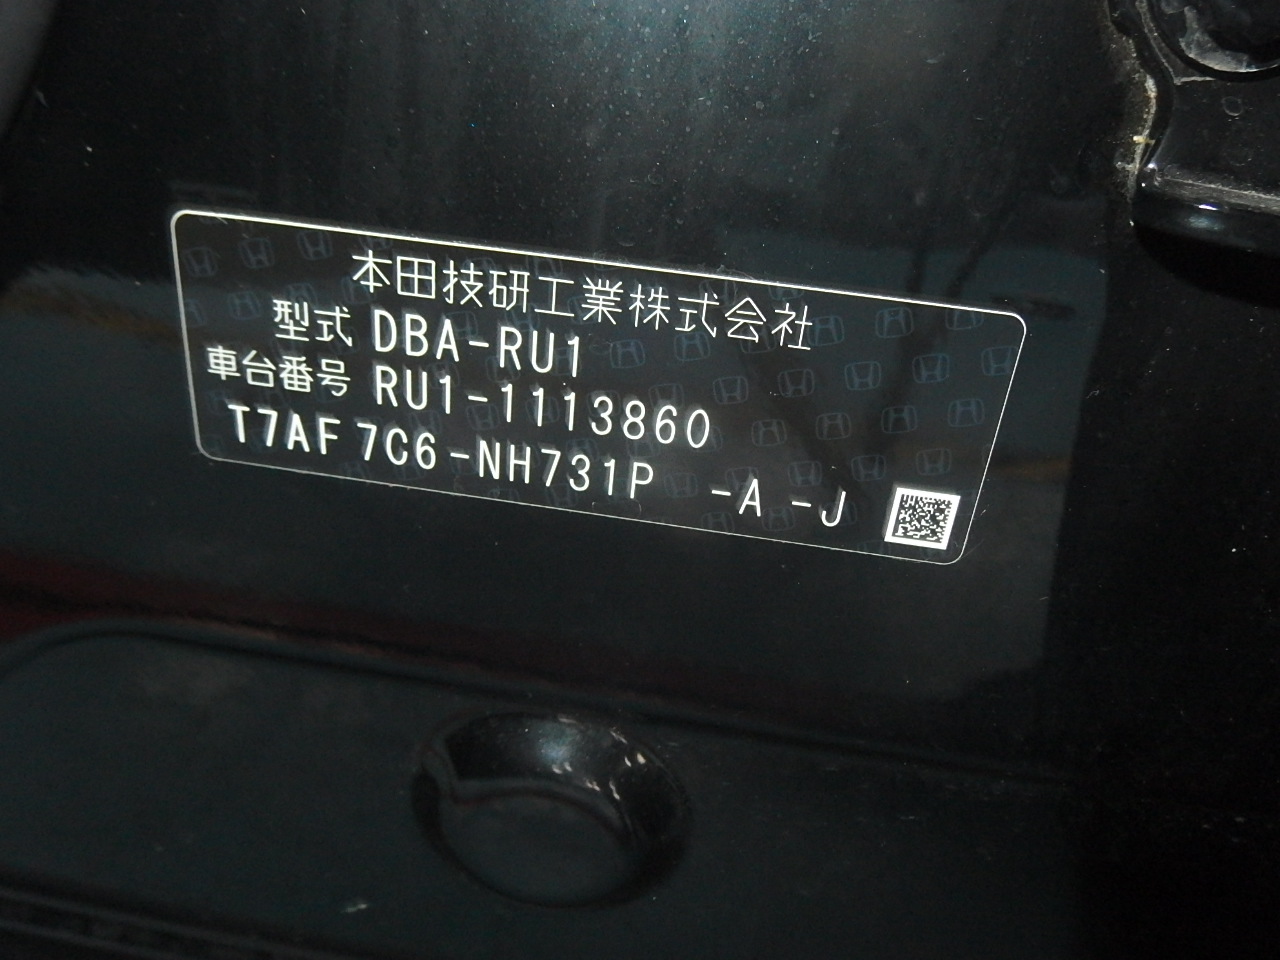 本田技研工業株式会社
型式 DBA-RU1
車台番号 RU1-1113860
T7AF 7C6-NH731P -A -J